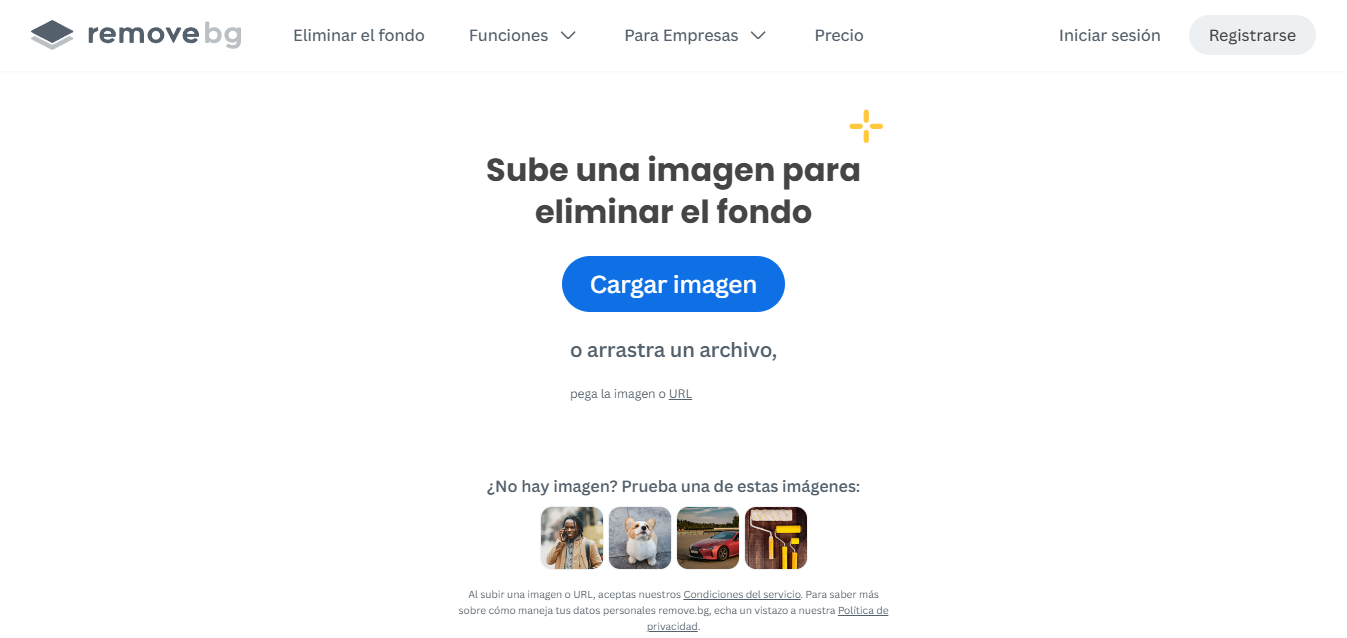 removebg
Eliminar el fondo
Funciones
Para Empresas
Precio
Iniciar sesión
Registrarse
Sube una imagen para
eliminar el fondo
Cargar imagen
o arrastra un archivo,
pega la imagen o URL
¿No hay imagen? Prueba una de estas imágenes:
Al subir una imagen o URL, aceptas nuestros Condiciones del servicio. Para saber más
sobre cómo maneja tus datos personales remove.bg, echa un vistazo a nuestra Política de
privacidad.